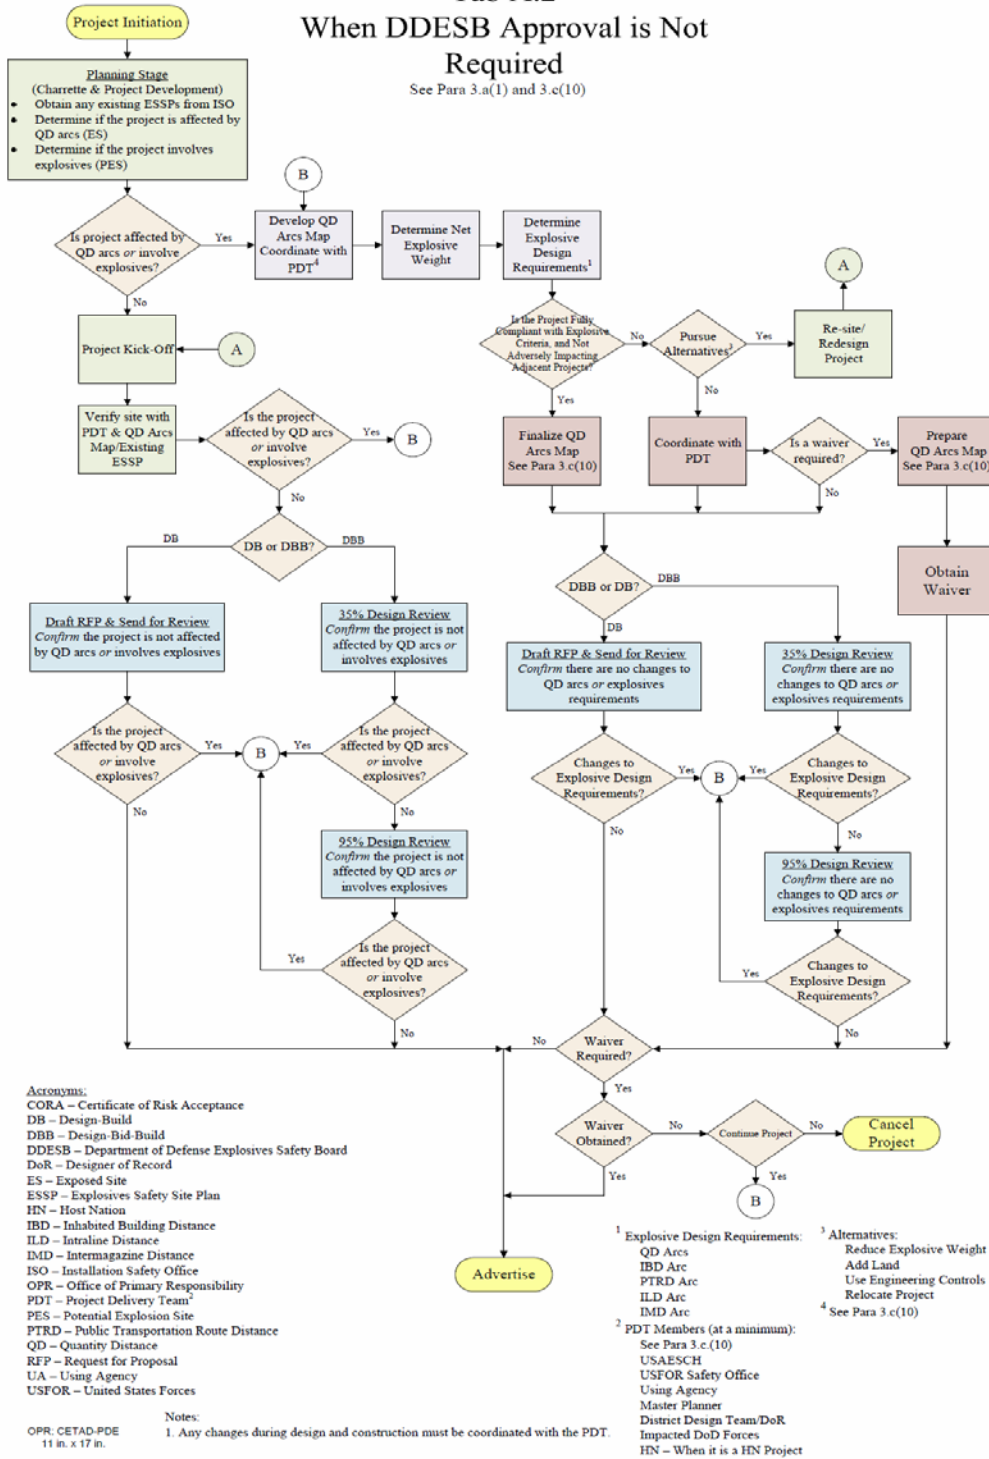 When DDESB Approval is Not
Required
See Para 3.a(1) and 3.c(10)
Project Initiation
Planning Stage
(Charrette & Project Development)
• Obtain any existing ESSPs from ISO
• Determine if the project is affected by
QD arcs (ES)
• Determine if the project involves
explosives (PES)
Is project affected by
QD arcs or involve
explosives?
Yes
No
B
Develop QD
Arcs Map
Coordinate with
PDT4
Determine Net
Explosive
Weight
Determine
Explosive
Design
Requirements1
Is the Project Fully
Compliant with Explosive
Criteria, and Not
Adversely Impacting
Adjacent Projects?
No
Yes
Pursue
Alternatives3
Yes
No
Re-site/
Redesign
Project
A
Project Kick-Off
A
Verify site with
PDT & QD Arcs
Map/Existing
ESSP
Is the project
affected by QD arcs
or involve
explosives?
Yes
B
No
Finalize QD
Arcs Map
See Para 3.c(10)
Coordinate with
PDT
Is a waiver
required?
Yes
No
Prepare
QD Arcs Map
See Para 3.c(10)
Obtain
Waiver
DB
DB or DBB?
DBB
Draft RFP & Send for Review
Confirm the project is not affected
by QD arcs or involves explosives
35% Design Review
Confirm the project is not
affected by QD arcs or
involves explosives
Is the project
affected by QD arcs
or involve
explosives?
Yes
No
B
Yes
Is the project
affected by QD arcs
or involve
explosives?
No
95% Design Review
Confirm the project is not
affected by QD arcs or
involves explosives
Is the project
affected by QD arcs
or involve
explosives?
Yes
No
DBB or DB?
DBB
DB
Draft RFP & Send for Review
Confirm there are no changes to
QD arcs or explosives
requirements
35% Design Review
Confirm there are no
changes to QD arcs or
explosives requirements
Changes to
Explosive Design
Requirements?
Yes
No
B
Yes
Changes to
Explosive Design
Requirements?
No
95% Design Review
Confirm there are no
changes to QD arcs or
explosives requirements
Changes to
Explosive Design
Requirements?
Yes
No
Waiver
Required?
No
Yes
Waiver
Obtained?
No
Yes
Continue Project
No
Yes
Cancel
Project
B
Advertise
Acronyms:
CORA – Certificate of Risk Acceptance
DB – Design-Build
DBB – Design-Bid-Build
DDESB – Department of Defense Explosives Safety Board
DoR – Designer of Record
ES – Exposed Site
ESSP – Explosives Safety Site Plan
HN – Host Nation
IBD – Inhabited Building Distance
ILD – Intraline Distance
IMD – Intermagazine Distance
ISO – Installation Safety Office
OPR – Office of Primary Responsibility
PDT – Project Delivery Team2
PES – Potential Explosion Site
PTRD – Public Transportation Route Distance
QD – Quantity Distance
RFP – Request for Proposal
UA – Using Agency
USFOR – United States Forces
1 Explosive Design Requirements:
QD Arcs
IBD Arc
PTRD Arc
ILD Arc
IMD Arc
2 PDT Members (at a minimum):
See Para 3.c.(10)
USAESCH
USFOR Safety Office
Using Agency
Master Planner
District Design Team/DoR
Impacted DoD Forces
HN – When it is a HN Project
3 Alternatives:
Reduce Explosive Weight
Add Land
Use Engineering Controls
Relocate Project
4 See Para 3.c(10)
OPR: CETAD-PDE
11 in. x 17 in.
Notes:
1. Any changes during design and construction must be coordinated with the PDT.